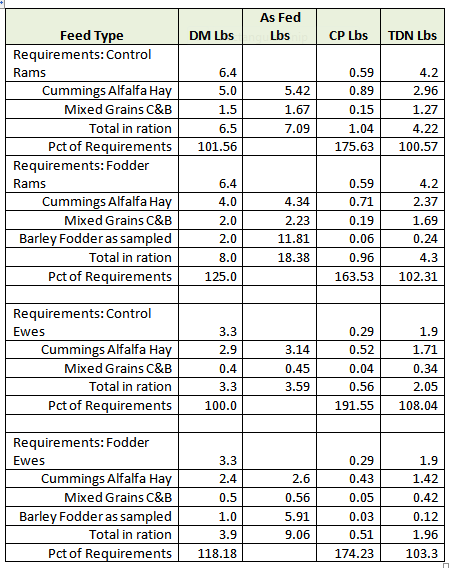 Feed Type DM Lbs As Fed Lbs CP Lbs TDN Lbs
Requirements: Control Rams 6.4 0.59 4.2
Cummings Alfalfa Hay 5.0 5.42 0.89 2.96
Mixed Grains C&B 1.5 1.67 0.15 1.27
Total in ration 6.5 7.09 1.04 4.22
Pct of Requirements 101.56 175.63 100.57
Requirements: Fodder Rams 6.4 0.59 4.2
Cummings Alfalfa Hay 4.0 4.34 0.71 2.37
Mixed Grains C&B 2.0 2.23 0.19 1.69
Barley Fodder as sampled 2.0 11.81 0.06 0.24
Total in ration 8.0 18.38 0.96 4.3
Pct of Requirements 125.0 163.53 102.31
Requirements: Control Ewes 3.3 0.29 1.9
Cummings Alfalfa Hay 2.9 3.14 0.52 1.71
Mixed Grains C&B 0.4 0.45 0.04 0.34
Total in ration 3.3 3.59 0.56 2.05
Pct of Requirements 100.0 191.55 108.04
Requirements: Fodder Ewes 3.3 0.29 1.9
Cummings Alfalfa Hay 2.4 2.6 0.43 1.42
Mixed Grains C&B 0.5 0.56 0.05 0.42
Barley Fodder as sampled 1.0 5.91 0.03 0.12
Total in ration 3.9 9.06 0.51 1.96
Pct of Requirements 118.18 174.23 103.3